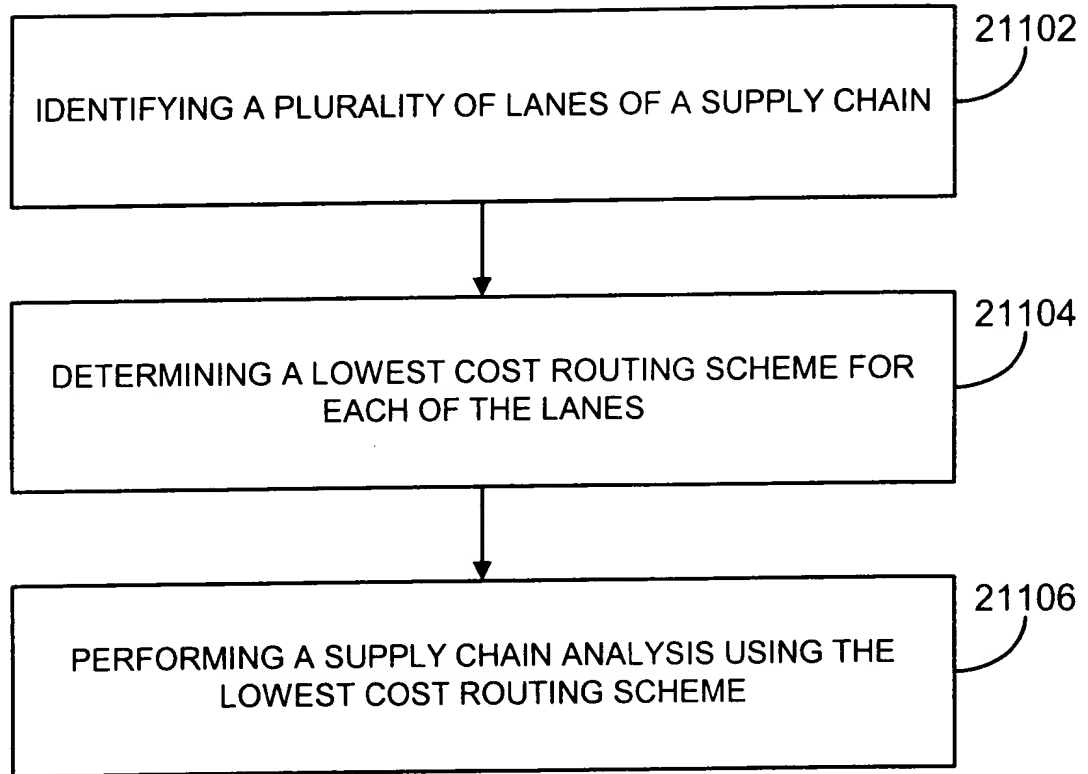 21102
IDENTIFYING A PLURALITY OF LANES OF A SUPPLY CHAIN
21104
DETERMINING A LOWEST COST ROUTING SCHEME FOR
EACH OF THE LANES
21106
PERFORMING A SUPPLY CHAIN ANALYSIS USING THE
LOWEST COST ROUTING SCHEME